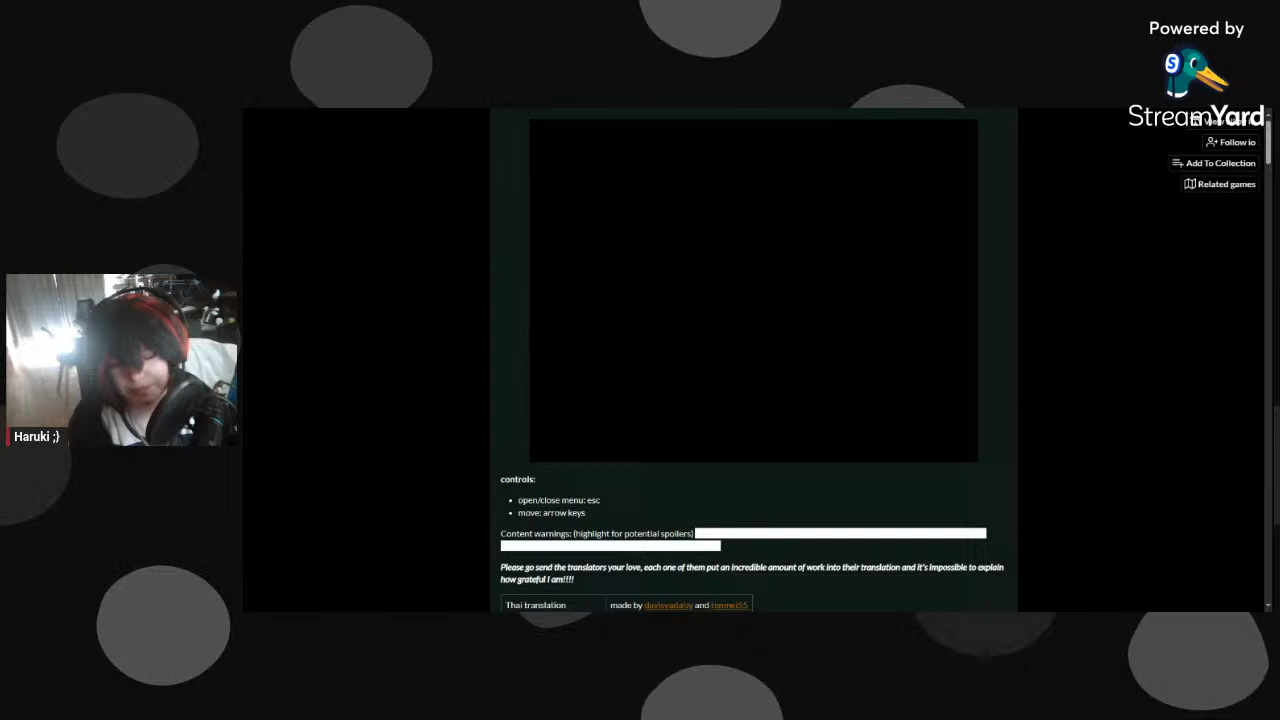 Powered by
StreamYard
Follow io
Add To Collection
Related games
Haruki ;}
controls:
open/close menu: esc
move: arrow keys
Content warnings: (highlight for potential spoilers)
Please go send the translators your love, each one of them put an incredible amount of work into their translation and it's impossible to explain
how grateful I am!!!!
Thai translation made by davisyadaisy and